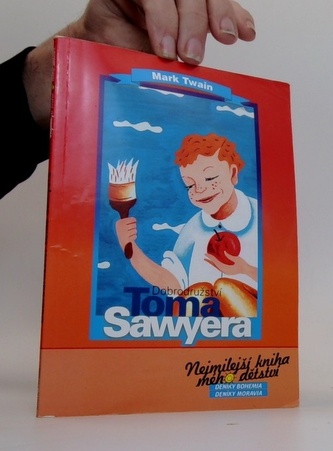 Mark Twain
Dobrodružství
Toma
Sawyera
Nejmilejší kniha
mého dětství
DENÍKY BOHEMIA
DENÍKY MORAVIA